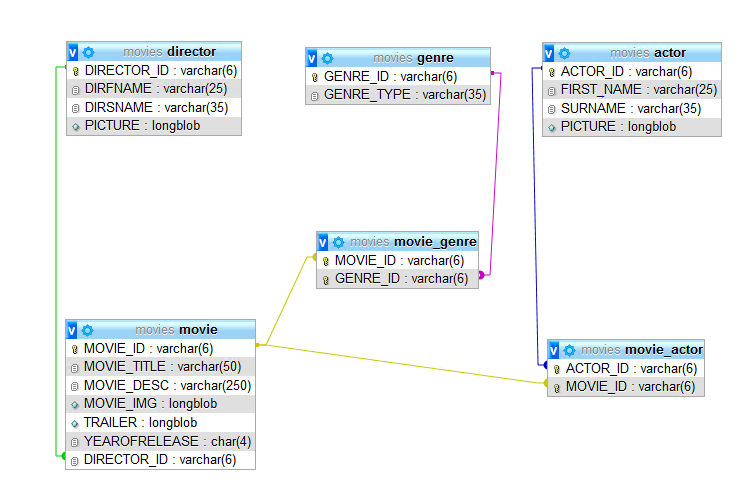 movies director
DIRECTOR_ID : varchar(6)
DIRFNAME : varchar(25)
DIRSNAME : varchar(35)
PICTURE : longblob
movies genre
GENRE_ID : varchar(6)
GENRE_TYPE : varchar(35)
movies actor
ACTOR_ID : varchar(6)
FIRST_NAME : varchar(25)
SURNAME : varchar(35)
PICTURE : longblob
movies movie_genre
MOVIE_ID : varchar(6)
GENRE_ID : varchar(6)
movies movie
MOVIE_ID : varchar(6)
MOVIE_TITLE : varchar(50)
MOVIE_DESC : varchar(250)
MOVIE_IMG : longblob
TRAILER : longblob
YEAROFRELEASE : char(4)
DIRECTOR_ID : varchar(6)
movies movie_actor
ACTOR_ID : varchar(6)
MOVIE_ID : varchar(6)